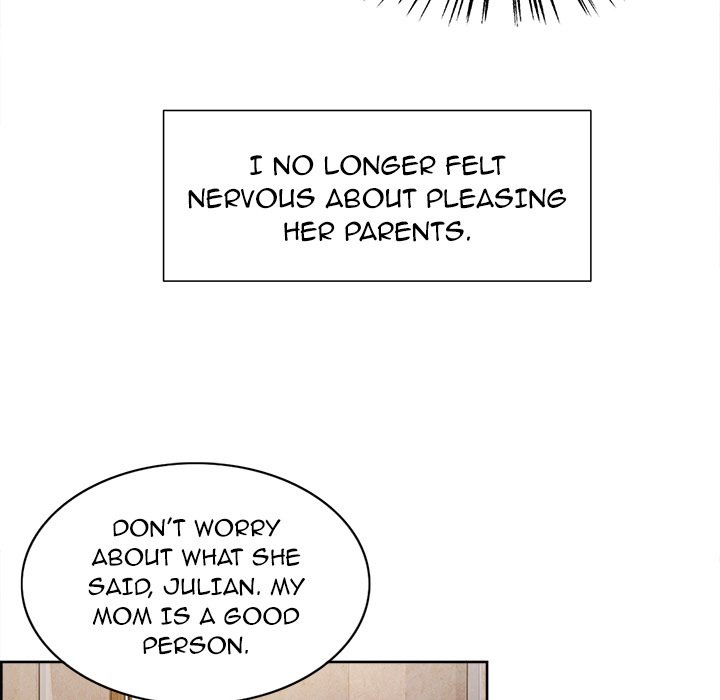 I NO LONGER FELT
NERVOUS ABOUT PLEASING
HER PARENTS.
DON'T WORRY
ABOUT WHAT SHE
SAID, JULIAN. MY
MOM IS A GOOD
PERSON.